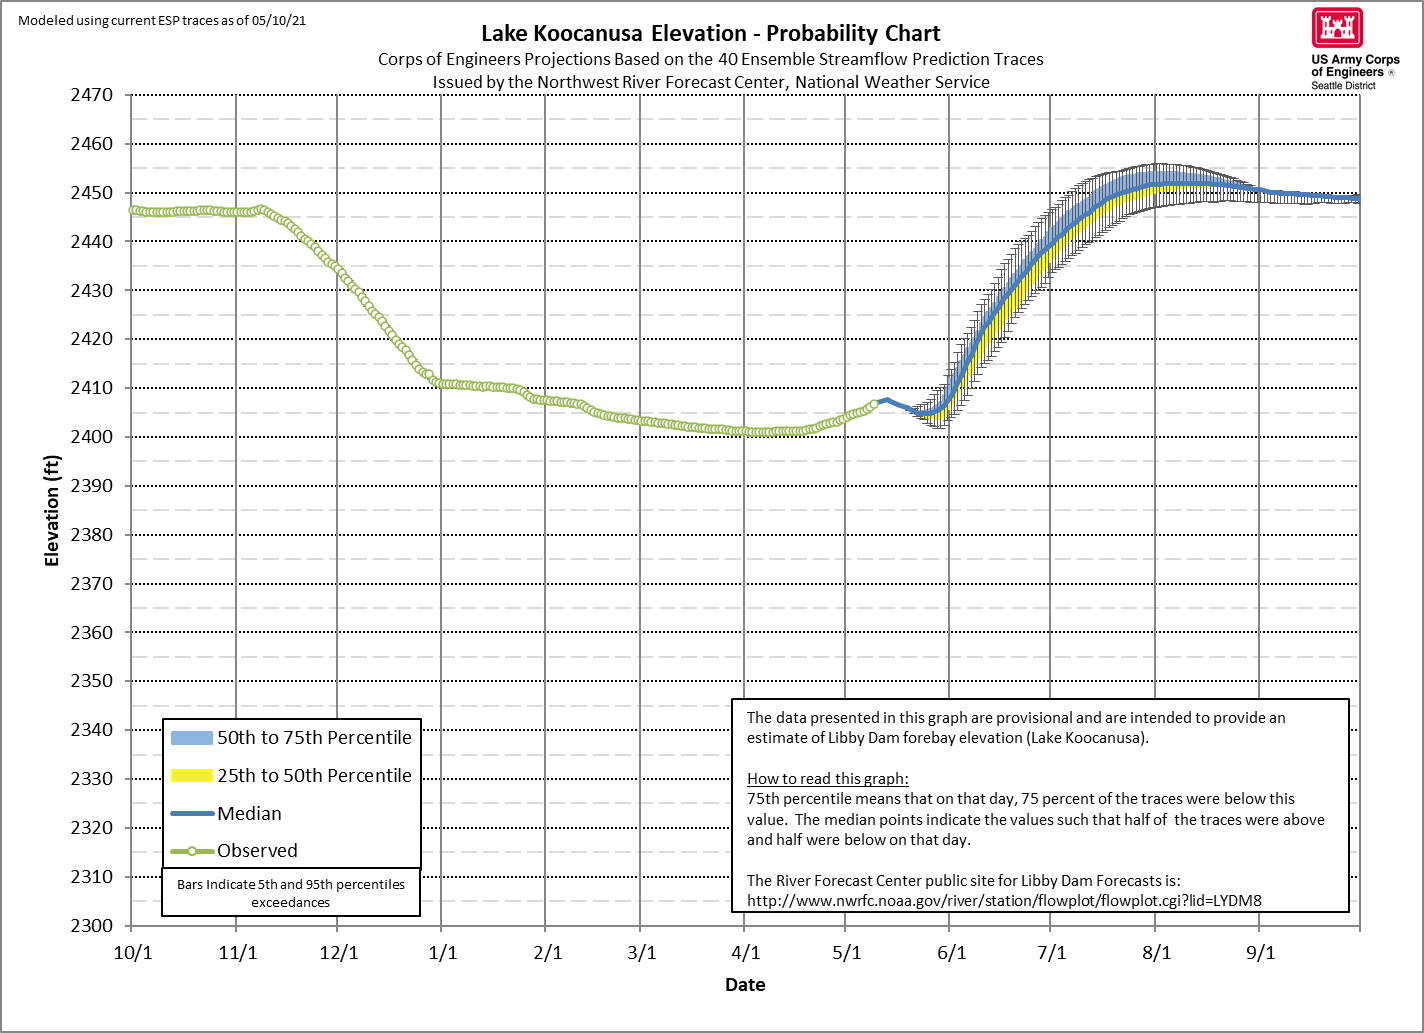 Modeled using current ESP traces as of 05/10/21
Lake Koocanusa Elevation - Probability Chart
Corps of Engineers Projections Based on the 40 Ensemble Streamflow Prediction Traces
Issued by the Northwest River Forecast Center, National Weather Service
US Army Corps
of Engineers ®
Seattle District
Elevation (ft)
2470
2460
2450
2440
2430
2420
2410
2400
2390
2380
2370
2360
2350
2340
2330
2320
2310
2300
50th to 75th Percentile
25th to 50th Percentile
Median
Observed
Bars Indicate 5th and 95th percentiles
exceedances
The data presented in this graph are provisional and are intended to provide an
estimate of Libby Dam forebay elevation (Lake Koocanusa).
How to read this graph:
75th percentile means that on that day, 75 percent of the traces were below this
value.  The median points indicate the values such that half of  the traces were above
and half were below on that day.
The River Forecast Center public site for Libby Dam Forecasts is:
http://www.nwrfc.noaa.gov/river/station/flowplot/flowplot.cgi?lid=LYDM8
10/1 11/1 12/1 1/1 2/1 3/1 4/1 5/1 6/1 7/1 8/1 9/1
Date